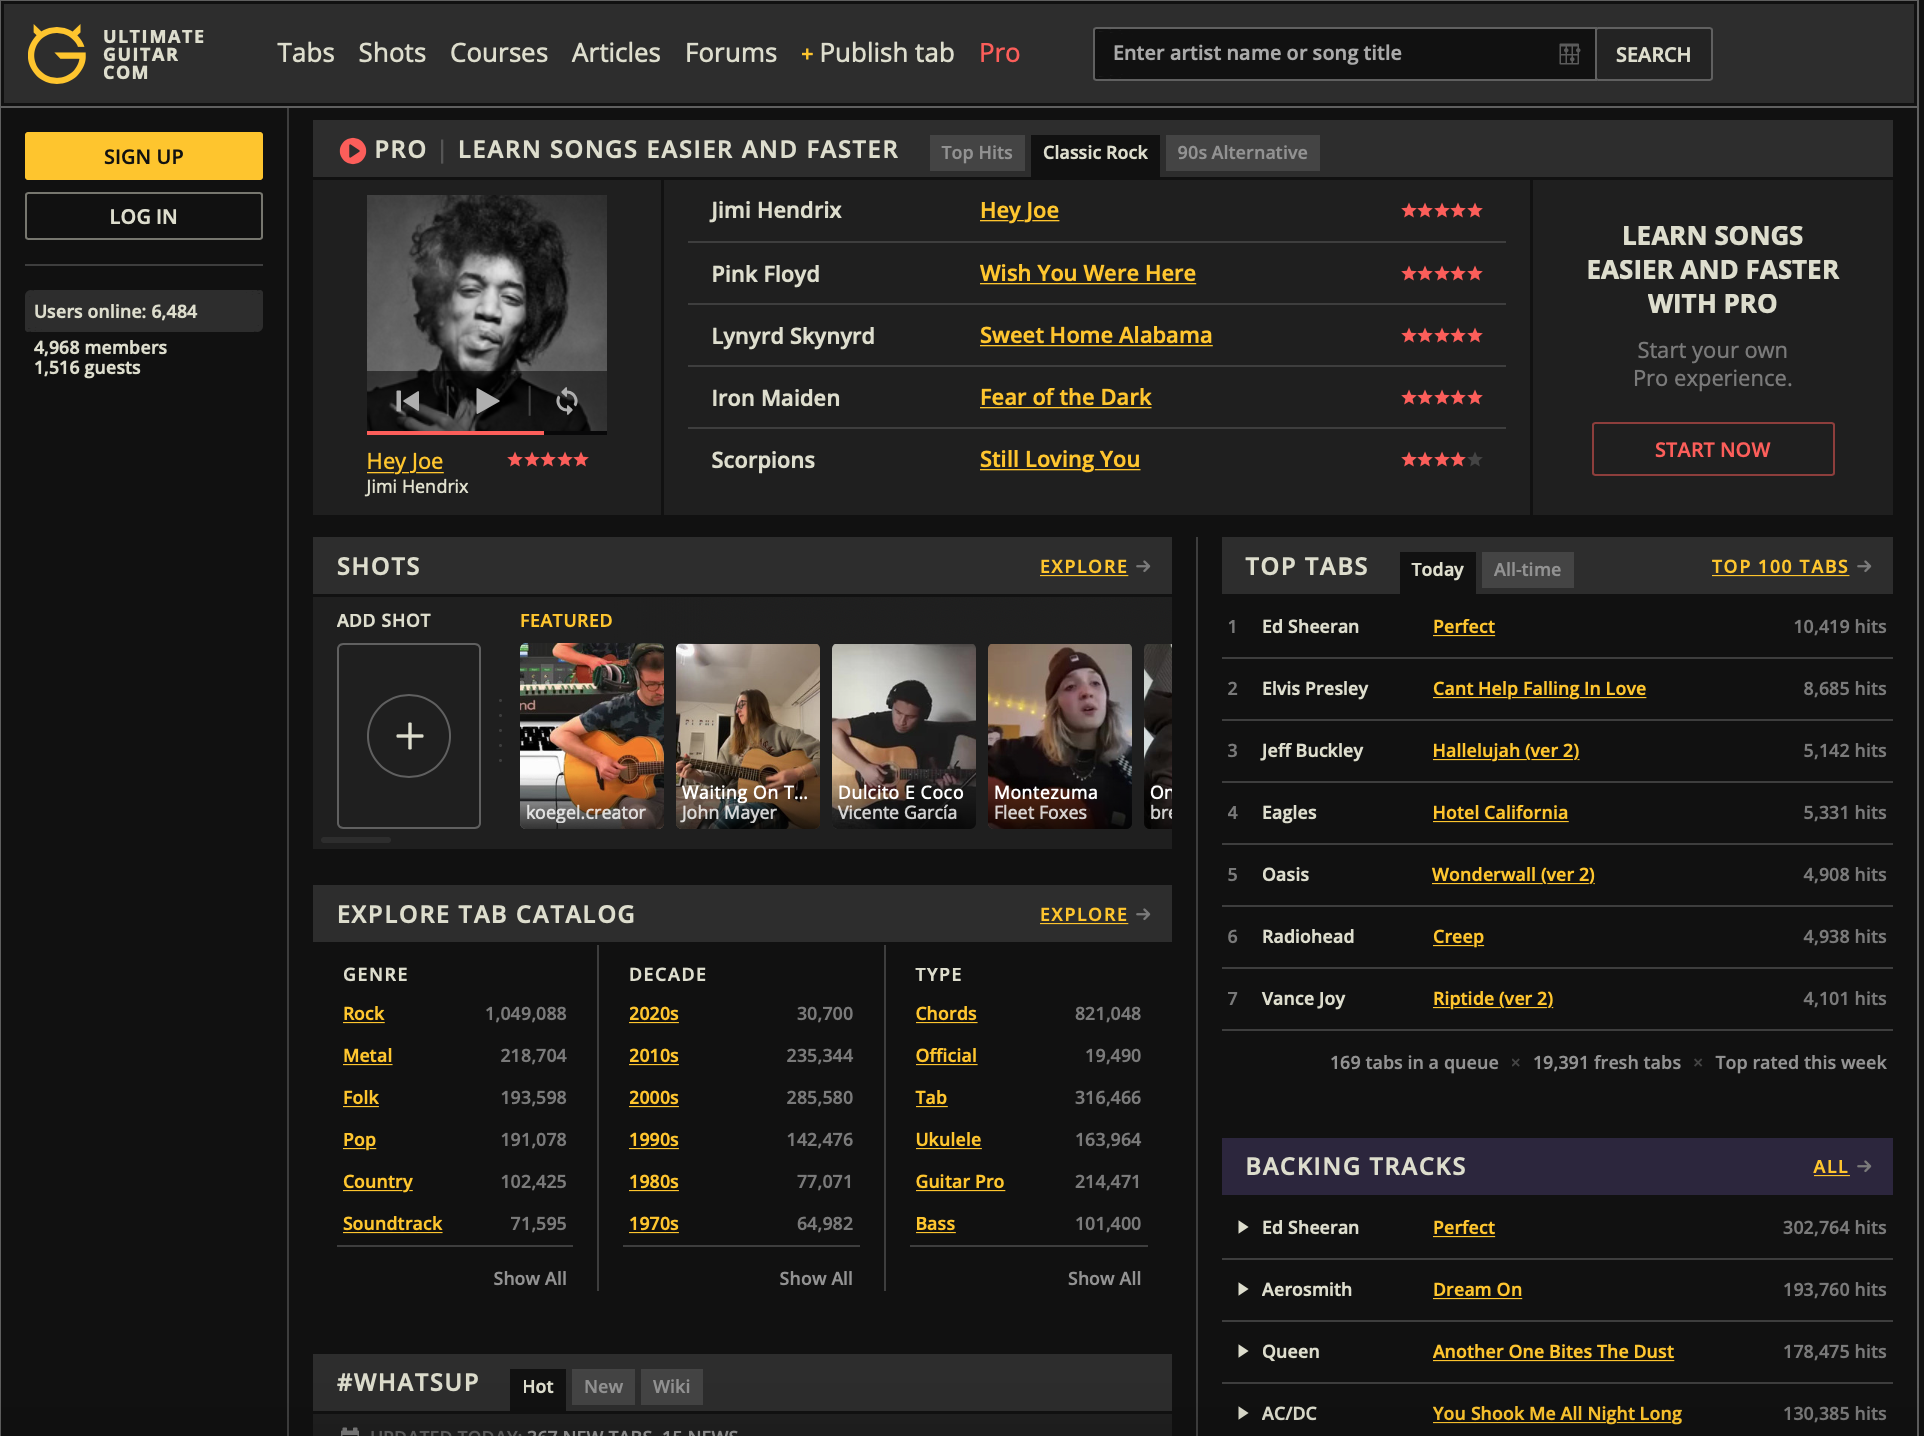 ULTIMATE
GUITAR
COM
Tabs Shots Courses Articles Forums + Publish tab Pro
Enter artist name or song title
SEARCH
SIGN UP
LOG IN
Users online: 6,484
4,968 members
1,516 guests
PRO | LEARN SONGS EASIER AND FASTER
Top Hits Classic Rock 90s Alternative
Hey Joe
Jimi Hendrix
Jimi Hendrix Hey Joe
Pink Floyd Wish You Were Here
Lynyrd Skynyrd Sweet Home Alabama
Iron Maiden Fear of the Dark
Scorpions Still Loving You
LEARN SONGS
EASIER AND FASTER
WITH PRO
Start your own
Pro experience.
START NOW
SHOTS EXPLORE →
ADD SHOT FEATURED
nd
koegel.creator
Waiting On T...
John Mayer
Dulcito E Coco
Vicente García
Montezuma
Fleet Foxes
On
bre
EXPLORE TAB CATALOG EXPLORE →
GENRE
Rock 1,049,088
Metal 218,704
Folk 193,598
Pop 191,078
Country 102,425
Soundtrack 71,595
Show All
DECADE
2020s 30,700
2010s 235,344
2000s 285,580
1990s 142,476
1980s 77,071
1970s 64,982
Show All
TYPE
Chords 821,048
Official 19,490
Tab 316,466
Ukulele 163,964
Guitar Pro 214,471
Bass 101,400
Show All
#WHATSUP Hot New Wiki
UPDATED TODAY: 367 NEW TABS, 15 NEWS
TOP TABS Today All-time TOP 100 TABS →
1 Ed Sheeran Perfect 10,419 hits
2 Elvis Presley Cant Help Falling In Love 8,685 hits
3 Jeff Buckley Hallelujah (ver 2) 5,142 hits
4 Eagles Hotel California 5,331 hits
5 Oasis Wonderwall (ver 2) 4,908 hits
6 Radiohead Creep 4,938 hits
7 Vance Joy Riptide (ver 2) 4,101 hits
169 tabs in a queue × 19,391 fresh tabs × Top rated this week
BACKING TRACKS ALL →
Ed Sheeran Perfect 302,764 hits
Aerosmith Dream On 193,760 hits
Queen Another One Bites The Dust 178,475 hits
AC/DC You Shook Me All Night Long 130,385 hits